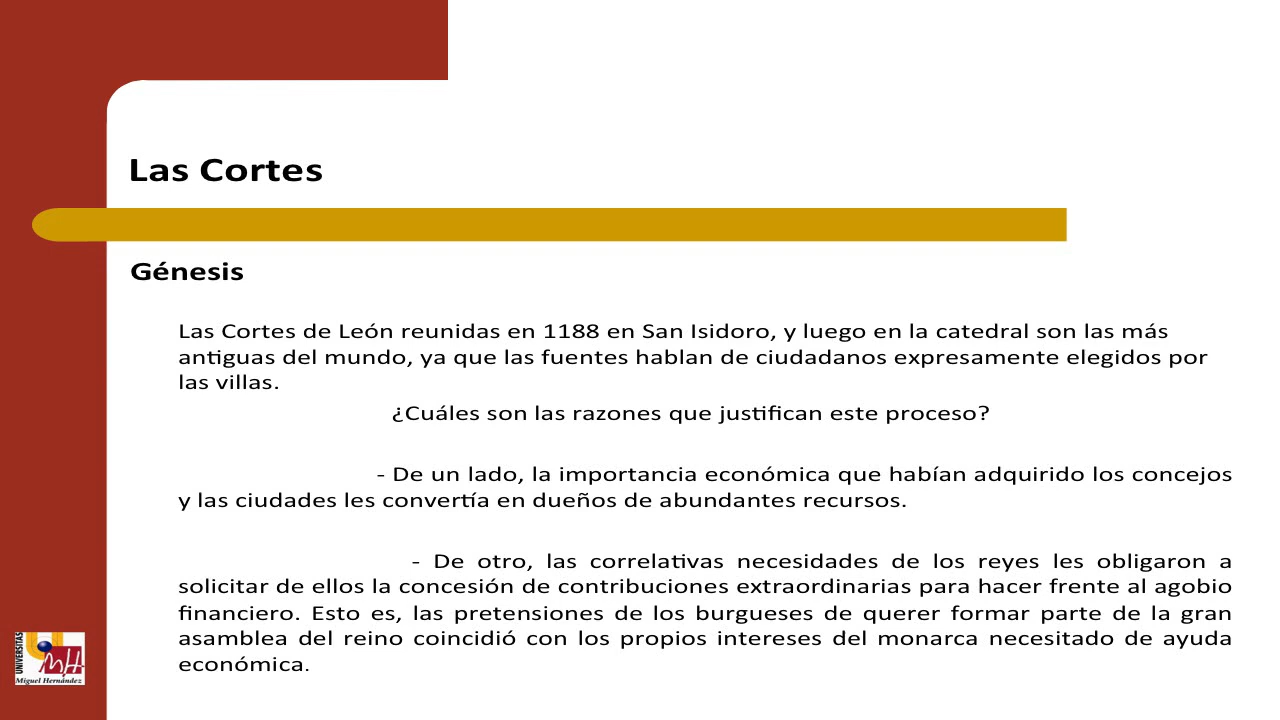 Las Cortes
Génesis
Las Cortes de León reunidas en 1188 en San Isidoro, y luego en la catedral son las más
antiguas del mundo, ya que las fuentes hablan de ciudadanos expresamente elegidos por
las villas.
¿Cuáles son las razones que justifican este proceso?
- De un lado, la importancia económica que habían adquirido los concejos
y las ciudades les convertía en dueños de abundantes recursos.
- De otro, las correlativas necesidades de los reyes les obligaron a
solicitar de ellos la concesión de contribuciones extraordinarias para hacer frente al agobio
financiero. Esto es, las pretensiones de los burgueses de querer formar parte de la gran
asamblea del reino coincidió con los propios intereses del monarca necesitado de ayuda
económica.
UNIVERSITAS
MH
Miguel Hernández